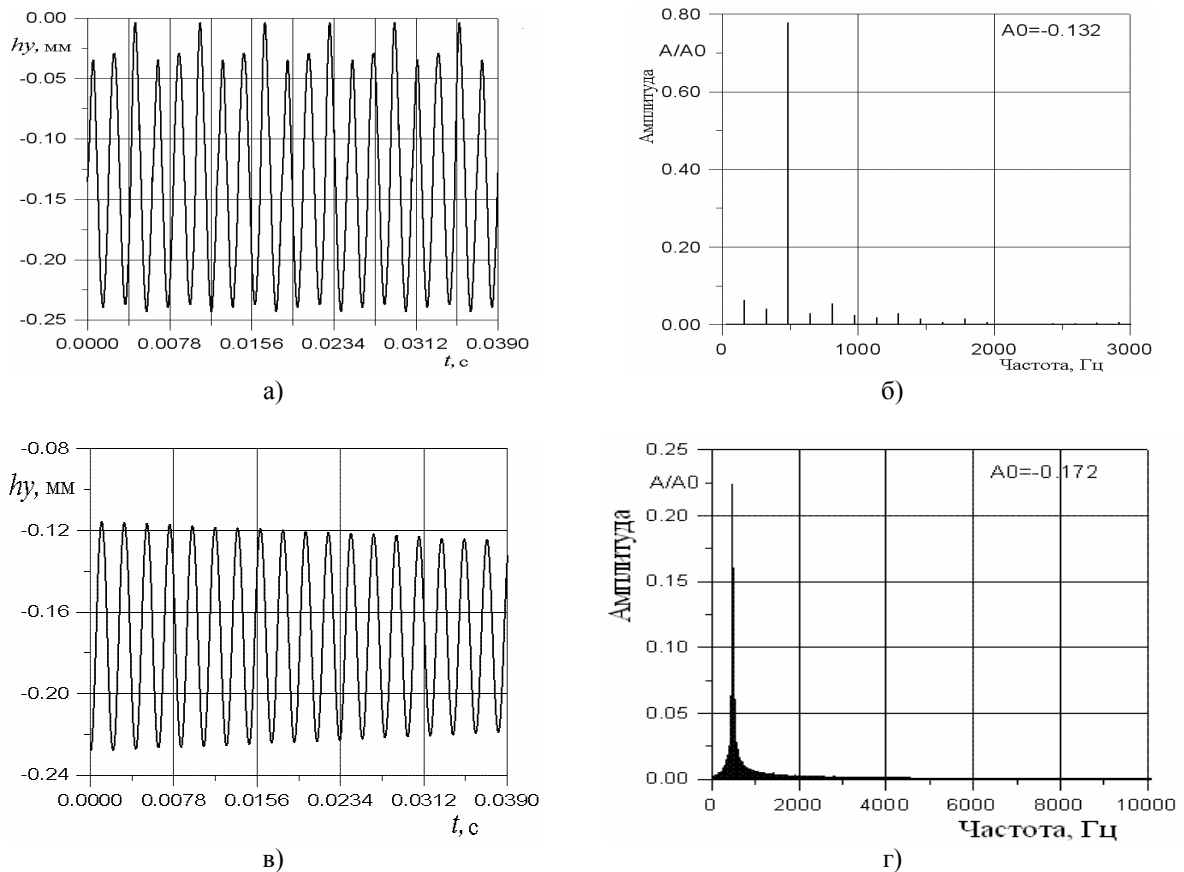 0.00
hy, мм
-0.05
-0.10
-0.15
-0.20
-0.25
0.0000 0.0078 0.0156 0.0234 0.0312 0.0390
t, с
а)
0.80
A/A0
A0=-0.132
Амплитуда
0.60
0.40
0.20
0.00
0 1000 2000 3000
Частота, Гц
б)
-0.08
hy, мм
-0.12
-0.16
-0.20
-0.24
0.0000 0.0078 0.0156 0.0234 0.0312 0.0390
t, с
в)
0.25
A/A0
A0=-0.172
Амплитуда
0.20
0.15
0.10
0.05
0.00
0 2000 4000 6000 8000 10000
Частота, Гц
г)